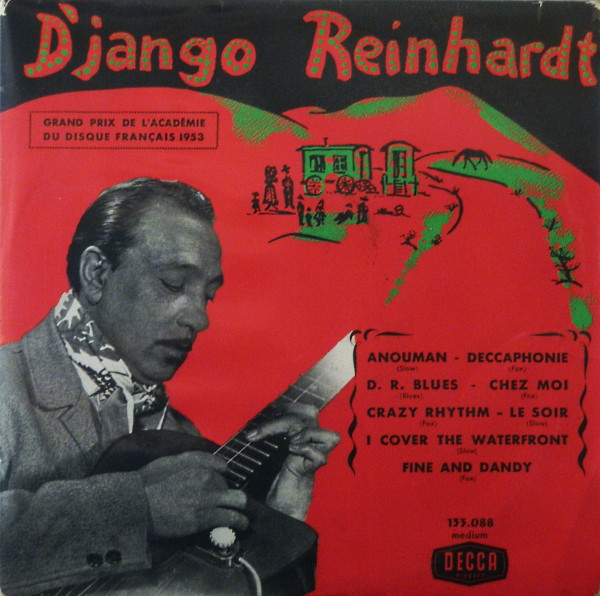 D'jango Reinhardt
GRAND PRIX DE L'ACADÉMIE
DU DISQUE FRANÇAIS 1953
ANOUMAN - DECCAPHONIE
(Slow) (Fox)
D. R. BLUES - CHEZ MOI
(Blues) (Fox)
CRAZY RHYTHM - LE SOIR
(Fox) (Slow)
I COVER THE WATERFRONT
(Slow)
FINE AND DANDY
(Fox)
133.088
medium
DECCA